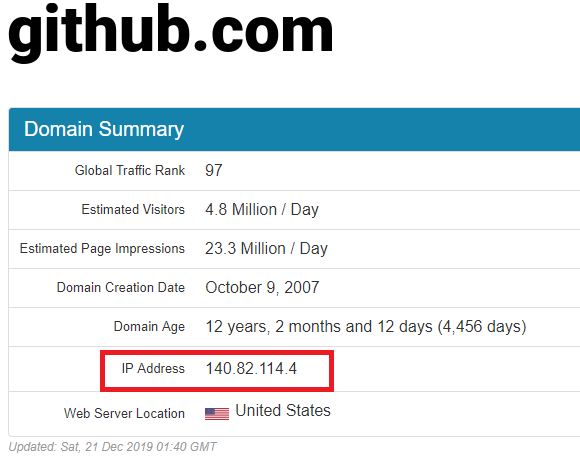 github.com
Domain Summary
Global Traffic Rank 97
Estimated Visitors 4.8 Million / Day
Estimated Page Impressions 23.3 Million / Day
Domain Creation Date October 9, 2007
Domain Age 12 years, 2 months and 12 days (4,456 days)
IP Address 140.82.114.4
Web Server Location United States
Updated: Sat, 21 Dec 2019 01:40 GMT